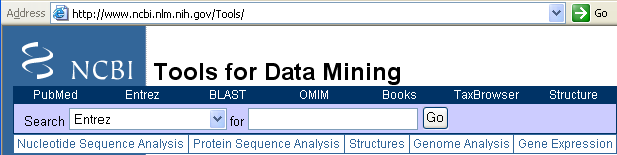 Address http://www.ncbi.nlm.nih.gov/Tools/ Go
NCBI Tools for Data Mining
PubMed Entrez BLAST OMIM Books TaxBrowser Structure
Search Entrez for Go
Nucleotide Sequence Analysis Protein Sequence Analysis Structures Genome Analysis Gene Expression